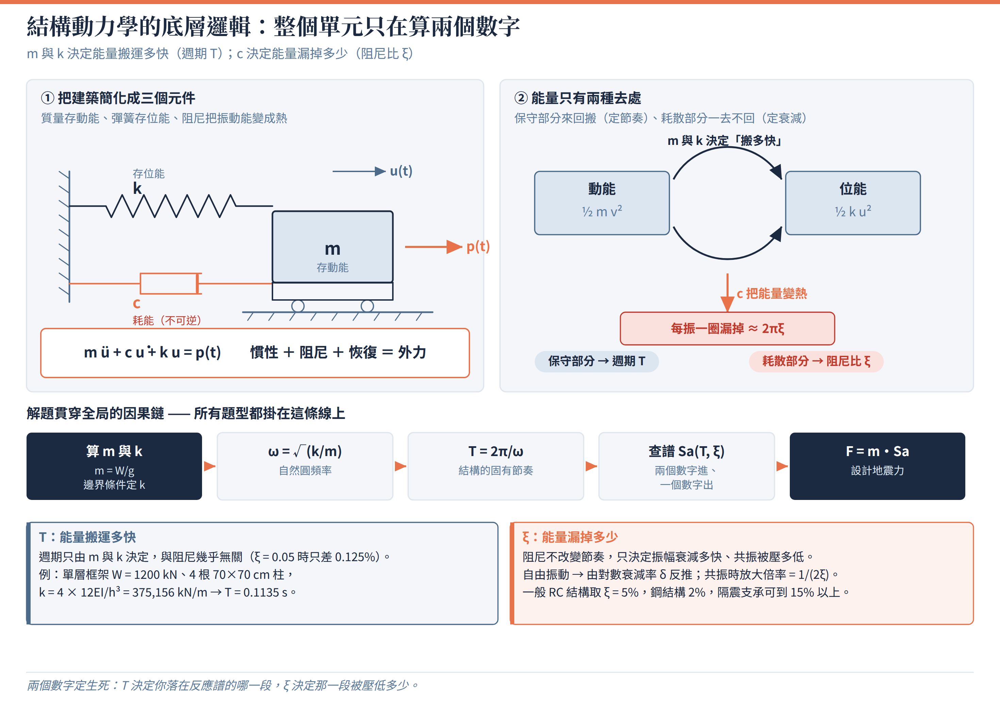 結構動力學的底層邏輯：整個單元只在算兩個數字
m 與 k 決定能量搬運多快（週期 T）；c 決定能量漏掉多少（阻尼比 ξ）
① 把建築簡化成三個元件
質量存動能、彈簧存位能、阻尼把振動能變成熱
存位能
k
u(t)
m
存動能
p(t)
c
耗能（不可逆）
m ü + c u̇ + k u = p(t)　慣性 ＋ 阻尼 ＋ 恢復 ＝ 外力
② 能量只有兩種去處
保守部分來回搬（定節奏）、耗散部分一去不回（定衰減）
m 與 k 決定「搬多快」
動能
½ m v²
位能
½ k u²
c 把能量變熱
每振一圈漏掉 ≈ 2πξ
保守部分 → 週期 T
耗散部分 → 阻尼比 ξ
解題貫穿全局的因果鏈 —— 所有題型都掛在這條線上
算 m 與 k
m = W/g
邊界條件定 k
ω = √(k/m)
自然圓頻率
T = 2π/ω
結構的固有節奏
查譜 Sa(T, ξ)
兩個數字進、
一個數字出
F = m · Sa
設計地震力
T：能量搬運多快
週期只由 m 與 k 決定，與阻尼幾乎無關（ξ = 0.05 時只差 0.125%）。
例：單層框架 W = 1200 kN、4 根 70×70 cm 柱，
k = 4 × 12EI/h³ = 375,156 kN/m → T = 0.1135 s。
ξ：能量漏掉多少
阻尼不改變節奏，只決定振幅衰減多快、共振被壓多低。
自由振動 → 由對數衰減率 δ 反推；共振時放大倍率 = 1/(2ξ)。
一般 RC 結構取 ξ = 5%，鋼結構 2%，隔震支承可到 15% 以上。
兩個數字定生死：T 決定你落在反應譜的哪一段，ξ 決定那一段被壓低多少。